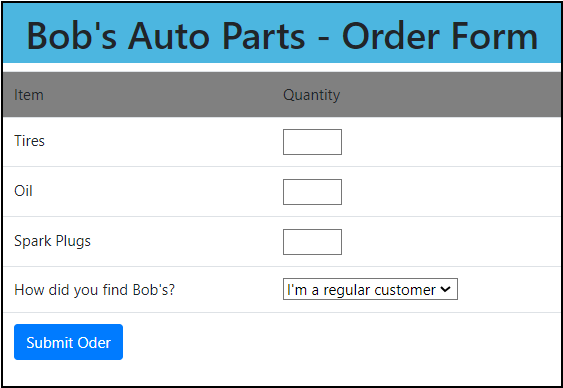 Bob's Auto Parts - Order Form
Item Quantity
Tires
Oil
Spark Plugs
How did you find Bob's? I'm a regular customer
Submit Oder